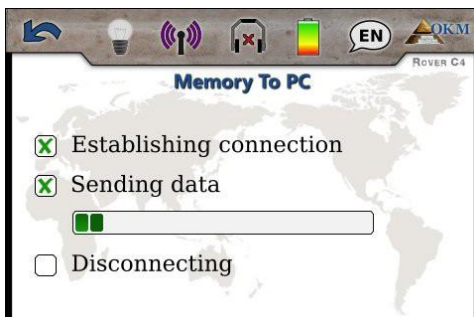 EN
OKM
ROVER C4
Memory To PC
Establishing connection
Sending data
Disconnecting